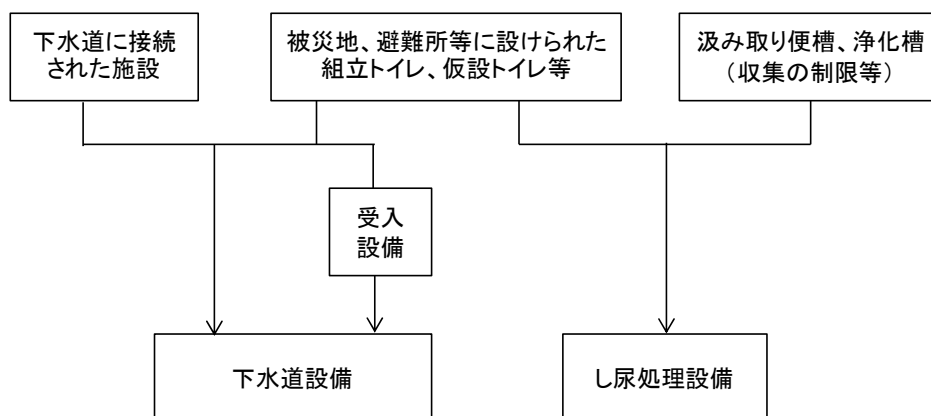 下水道に接続
された施設
被災地、避難所等に設けられた
組立トイレ、仮設トイレ等
汲み取り便槽、浄化槽
（収集の制限等）
受入
設備
下水道設備
し尿処理設備